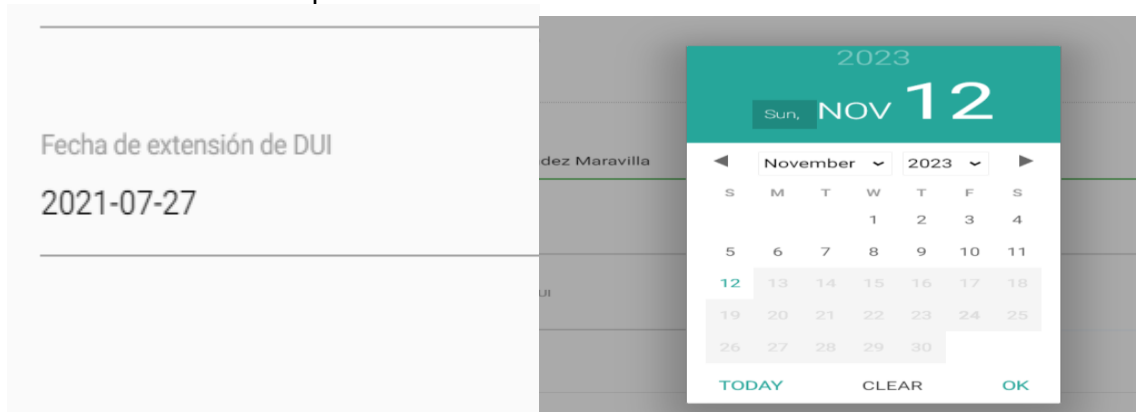 Fecha de extensión de DUI
2021-07-27
dez Maravilla
UI
2023
Sun, NOV 12
November 2023
S M T W T F S
1 2 3 4
5 6 7 8 9 10 11
12 13 14 15 16 17 18
19 20 21 22 23 24 25
26 27 28 29 30
TODAY CLEAR OK